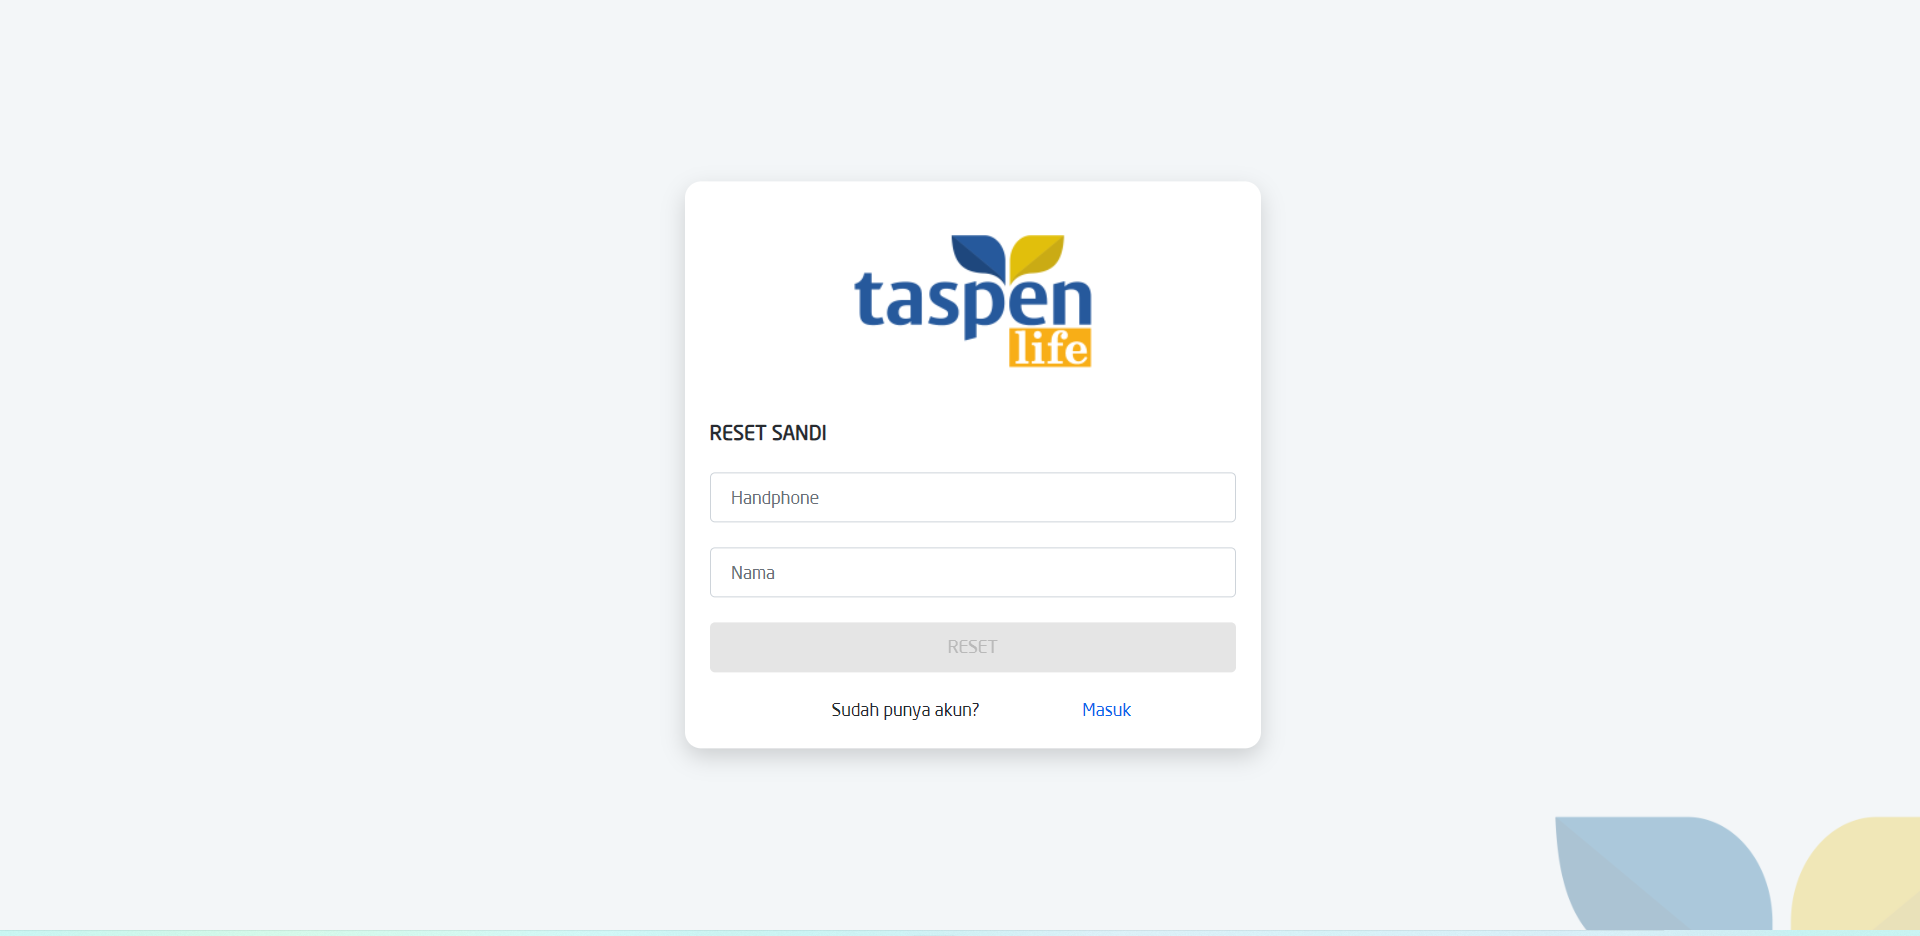 taspen
life
RESET SANDI
Handphone
Nama
RESET
Sudah punya akun? Masuk